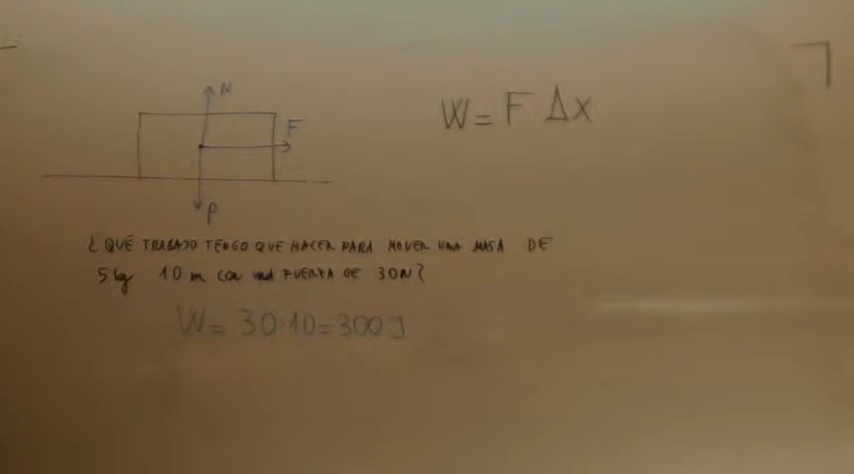 N
F
P
W = F Δx
¿QUÉ TRABAJO TENGO QUE HACER PARA MOVER UNA MASA DE
5 kg 10 m CON UNA FUERZA DE 30N?
W = 30·10=300J